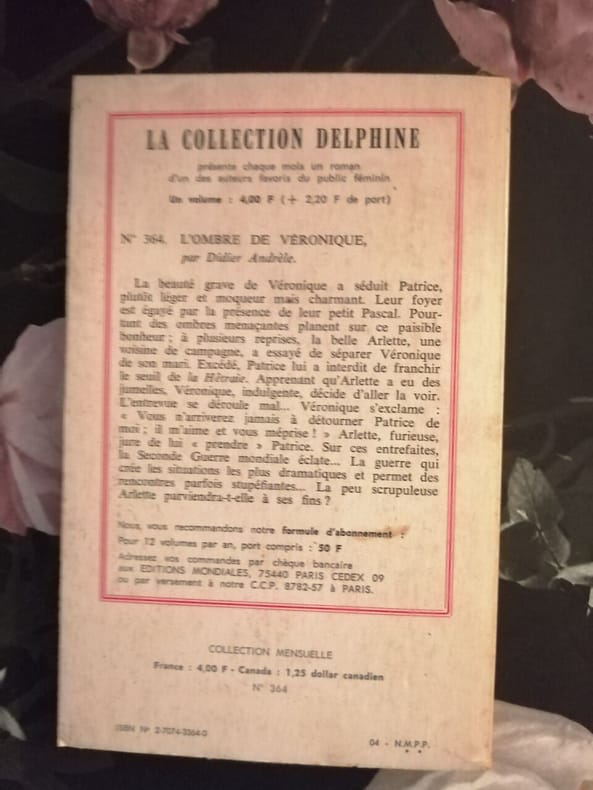 LA COLLECTION DELPHINE
présente chaque mois un roman
d'un des auteurs favoris du public féminin
Un volume : 4,00 F (+ 2,20 F de port)
N° 364. L'OMBRE DE VÉRONIQUE,
par Didier Andrèle.
La beauté grave de Véronique a séduit Patrice,
plutôt léger et moqueur mais charmant. Leur foyer
est égayé par la présence de leur petit Pascal. Pour-
tant des ombres menaçantes planent sur ce paisible
bonheur ; à plusieurs reprises, la belle Arlette, une
voisine de campagne, a essayé de séparer Véronique
de son mari. Excédé, Patrice lui a interdit de franchir
le seuil de la Hêtraie. Apprenant qu'Arlette a eu des
jumelles, Véronique, indulgente, décide d'aller la voir.
L'entrevue se déroule mal... Véronique s'exclame :
« Vous n'arriverez jamais à détourner Patrice de
moi ; il m'aime et vous méprise ! » Arlette, furieuse,
jure de lui « prendre » Patrice. Sur ces entrefaites,
la Seconde Guerre mondiale éclate... La guerre qui
crée les situations les plus dramatiques et permet des
rencontres parfois stupéfiantes... La peu scrupuleuse
Arlette parviendra-t-elle à ses fins ?
Nous vous recommandons notre formule d'abonnement :
Pour 12 volumes par an, port compris : 50 F
Adressez vos commandes par chèque bancaire
aux EDITIONS MONDIALES, 75440 PARIS CEDEX 09
ou par versement à notre C.C.P. 8782-57 à PARIS.
COLLECTION MENSUELLE
France : 4,00 F - Canada : 1,25 dollar canadien
N° 364
ISBN N° 2-7074-3364-0
04 - N.M.P.P.